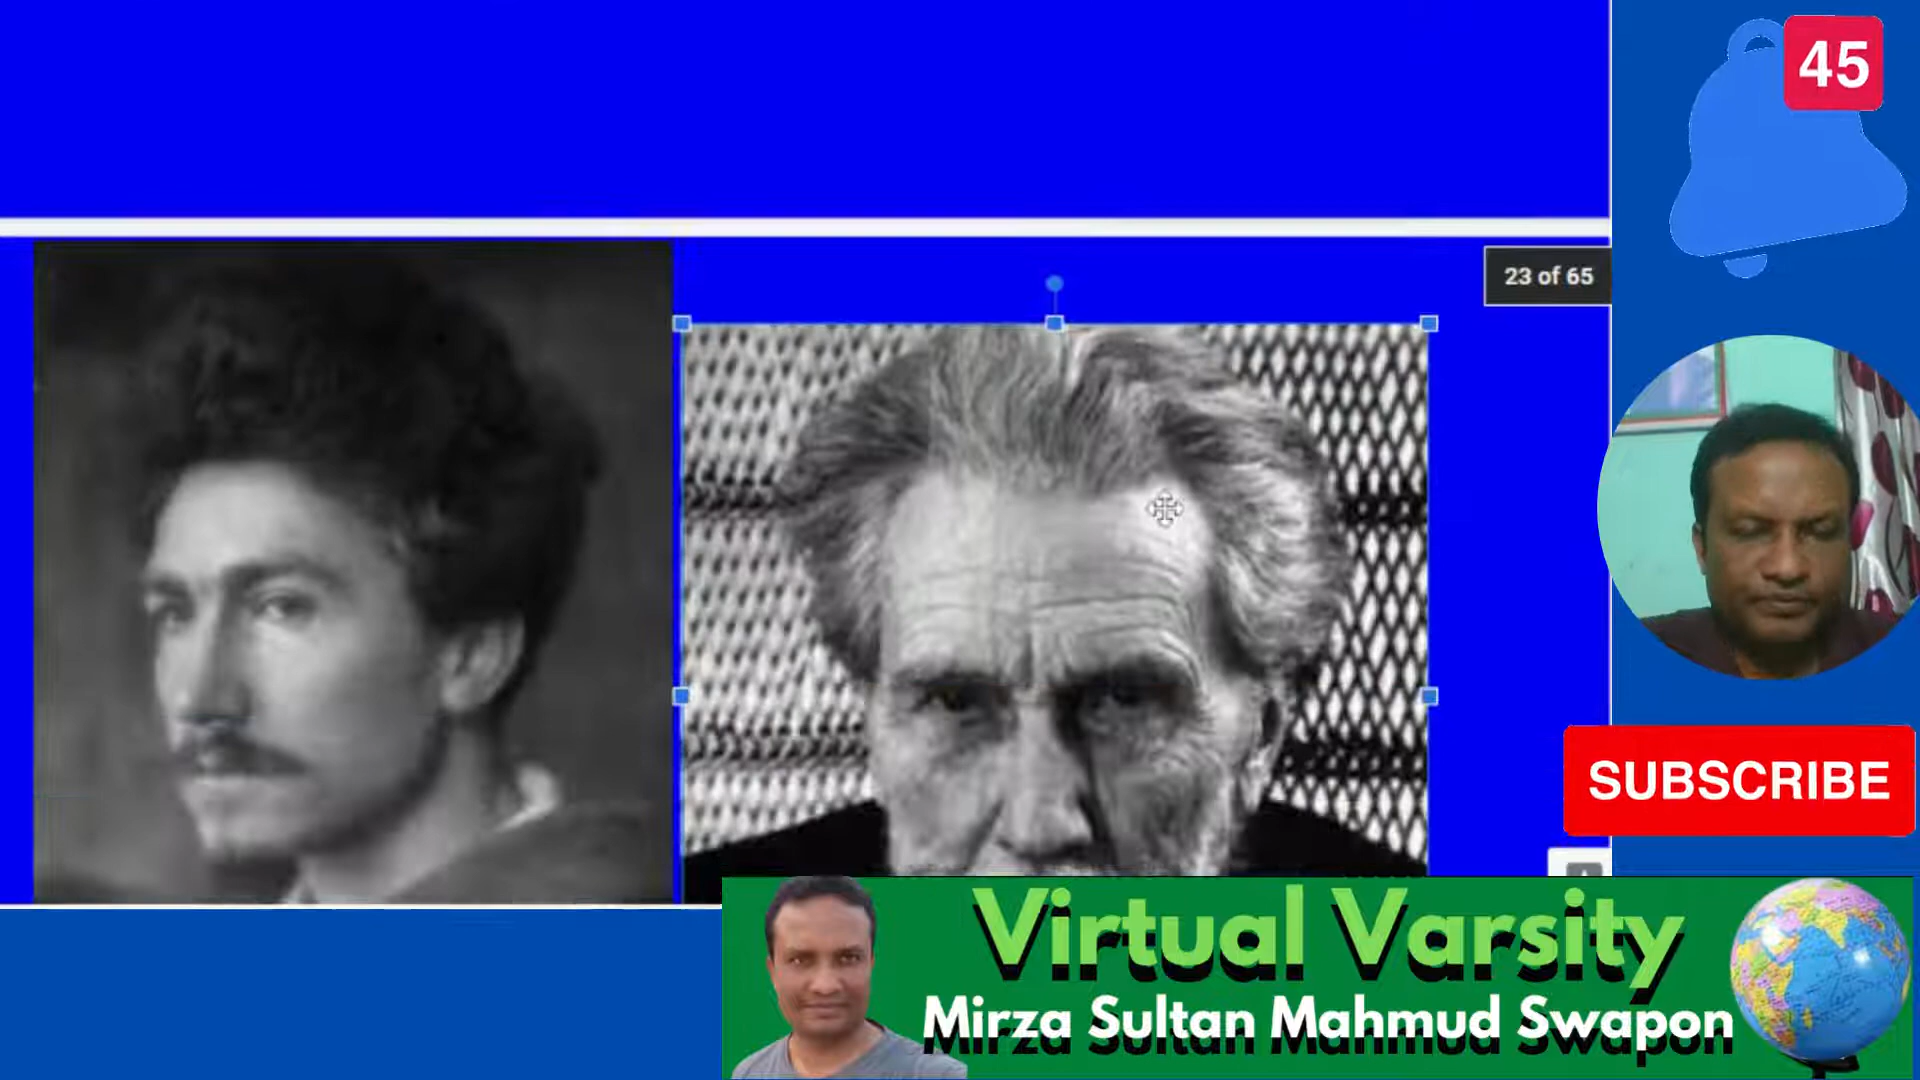 45
23 of 65
SUBSCRIBE
Virtual Varsity
Mirza Sultan Mahmud Swapon